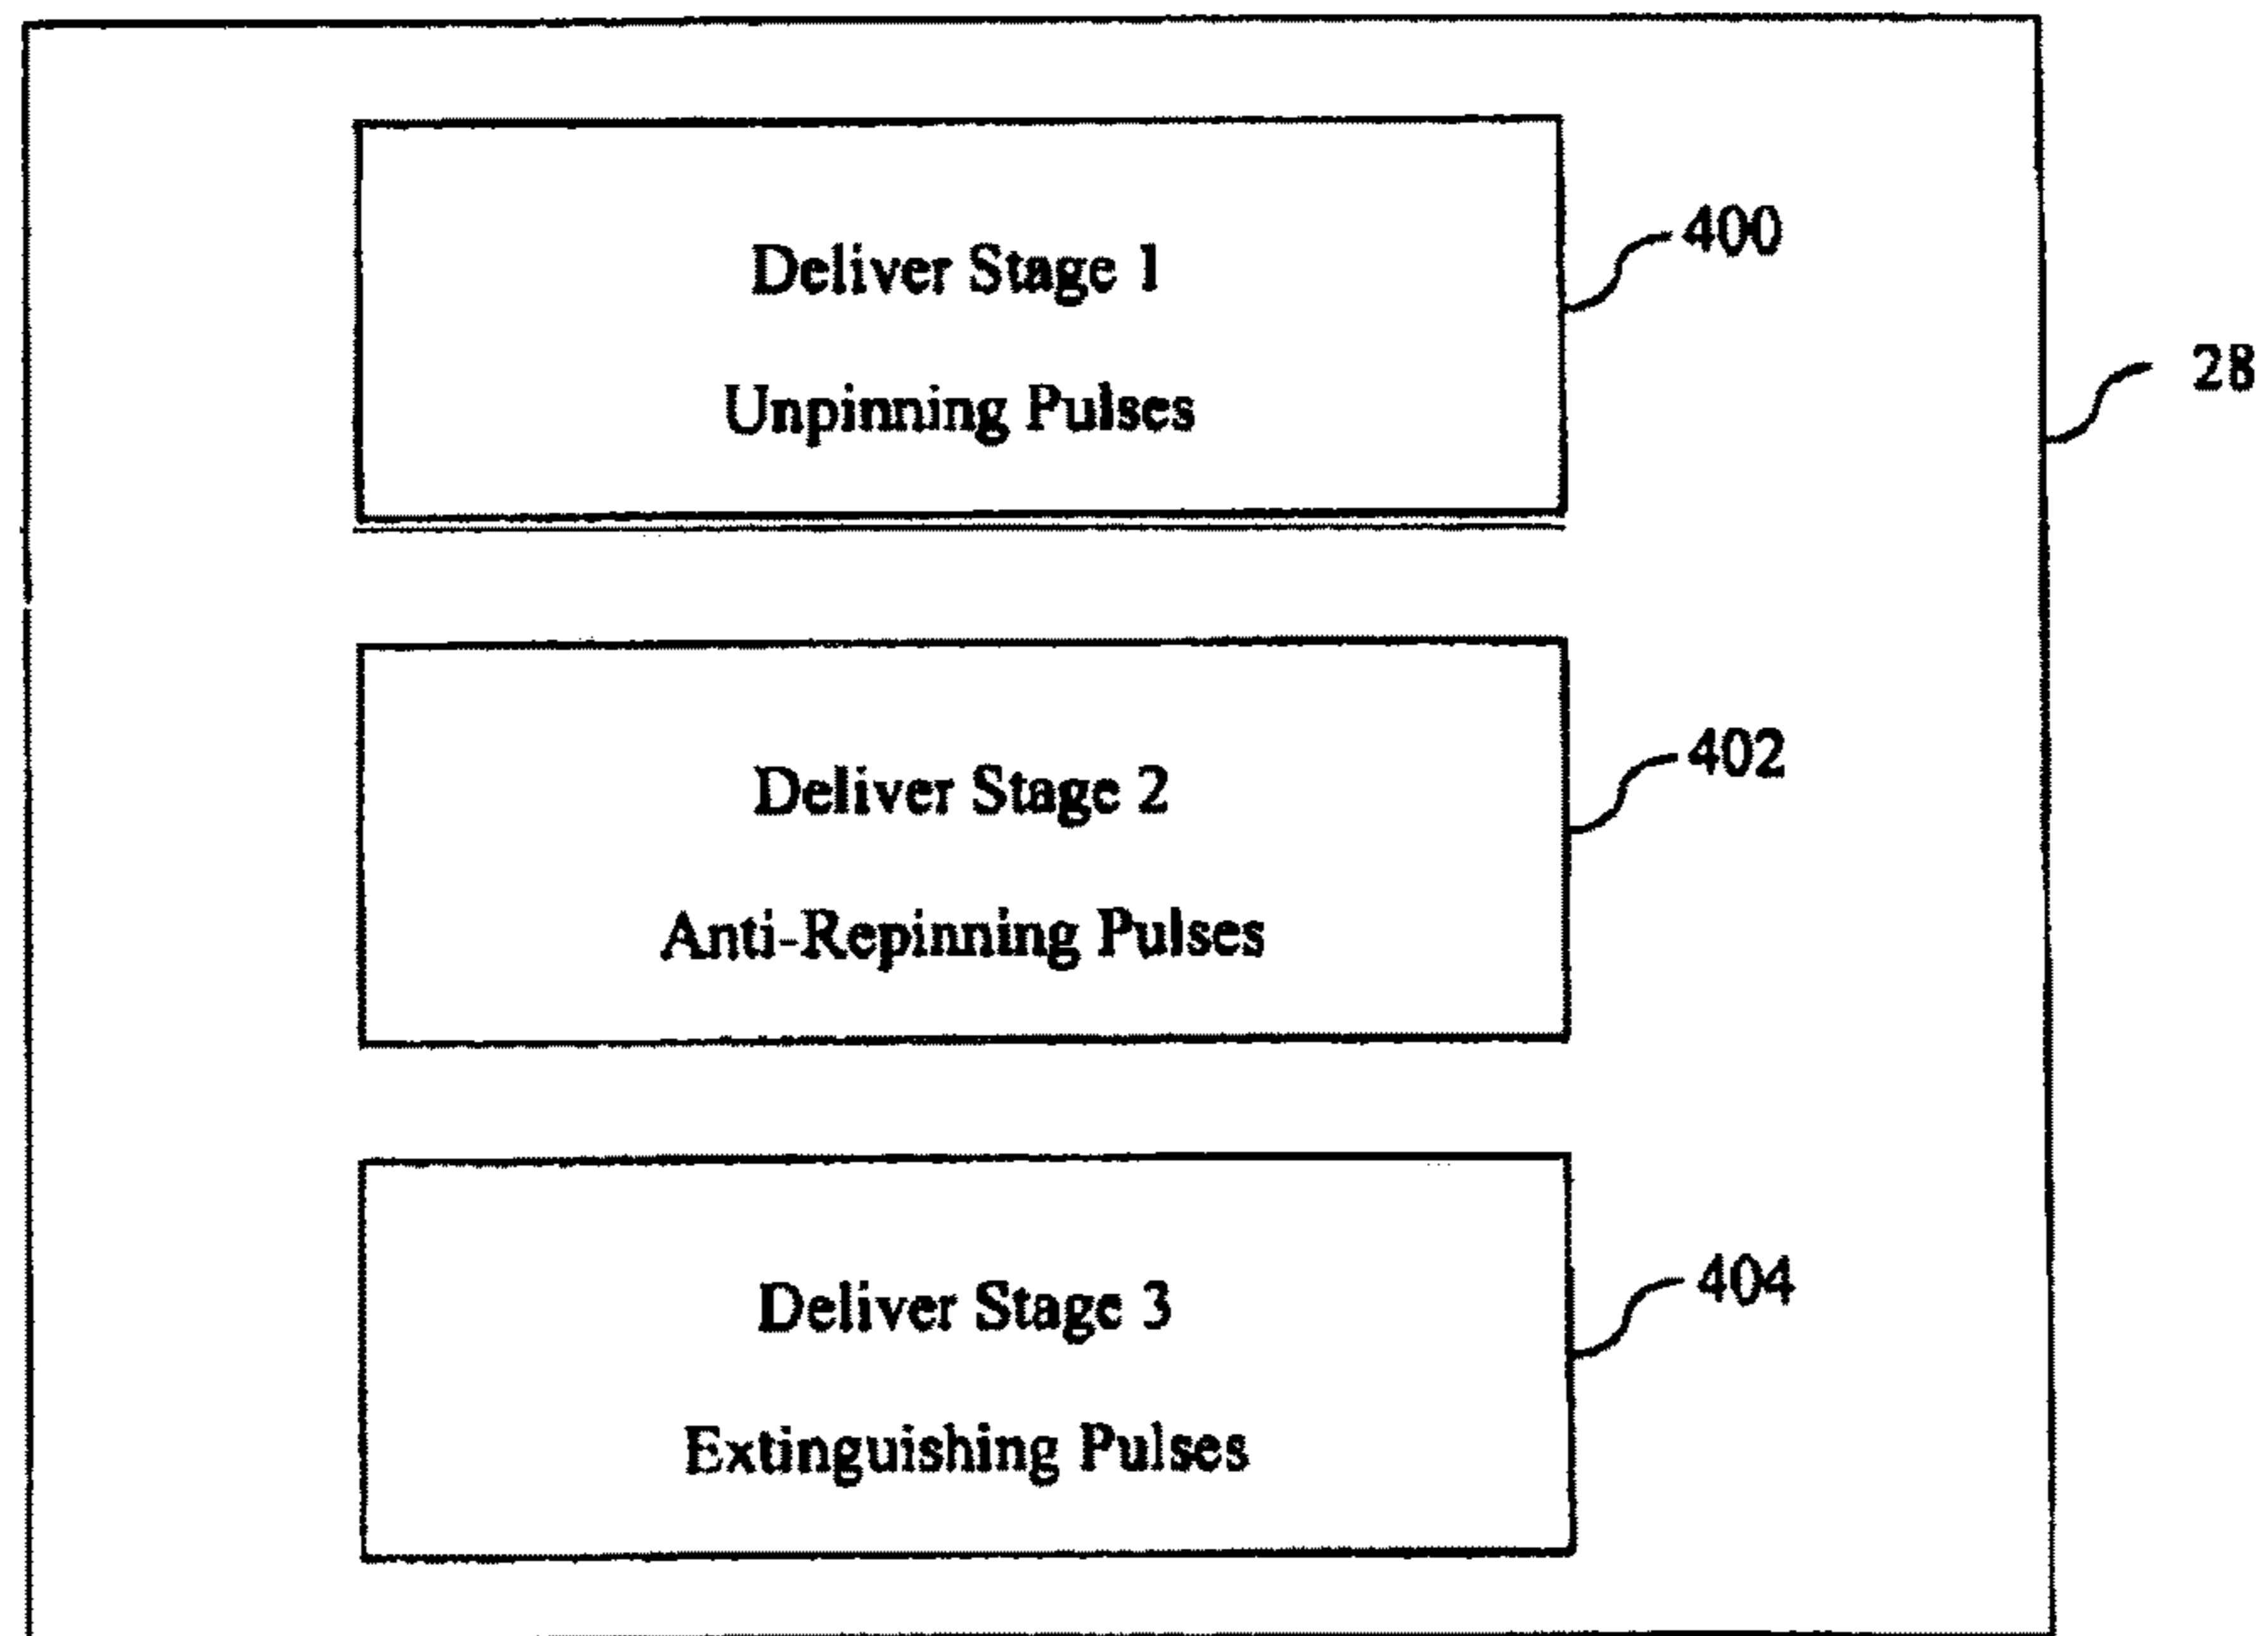 Deliver Stage 1
Unpinning Pulses
400
28
Deliver Stage 2
Anti-Repinning Pulses
402
Deliver Stage 3
Extinguishing Pulses
404